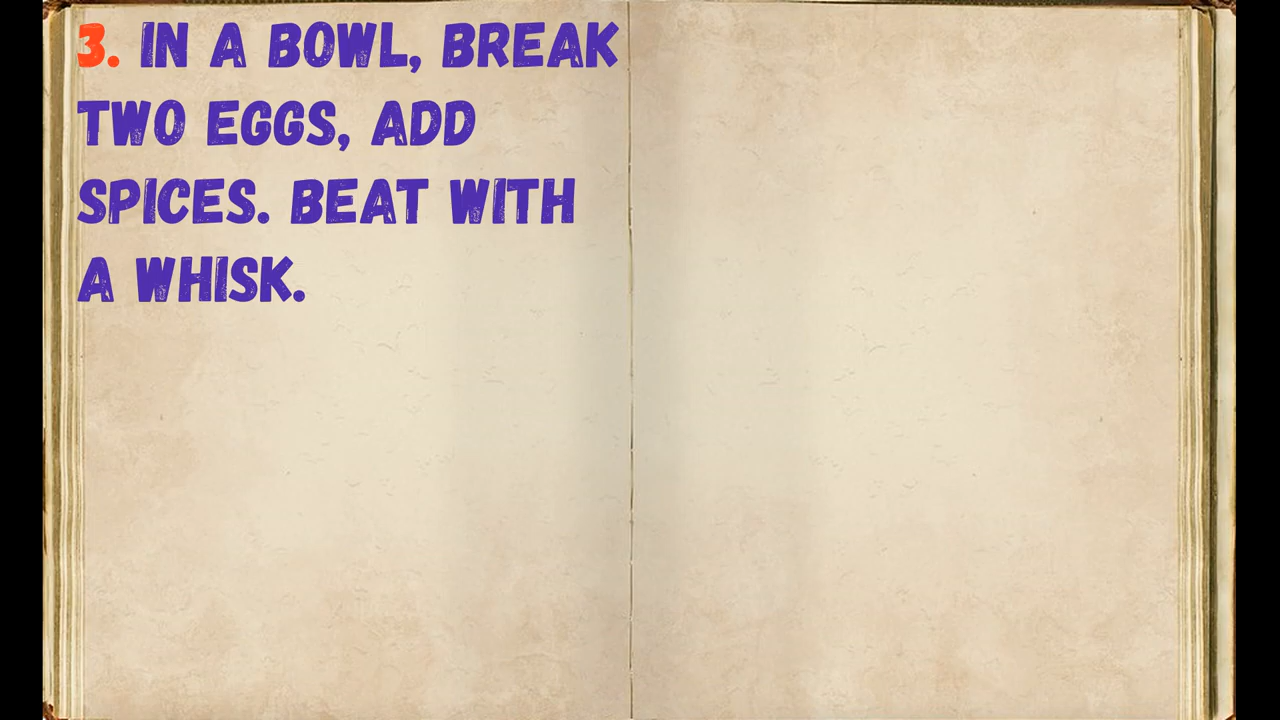 3. IN A BOWL, BREAK
TWO EGGS, ADD
SPICES. BEAT WITH
A WHISK.